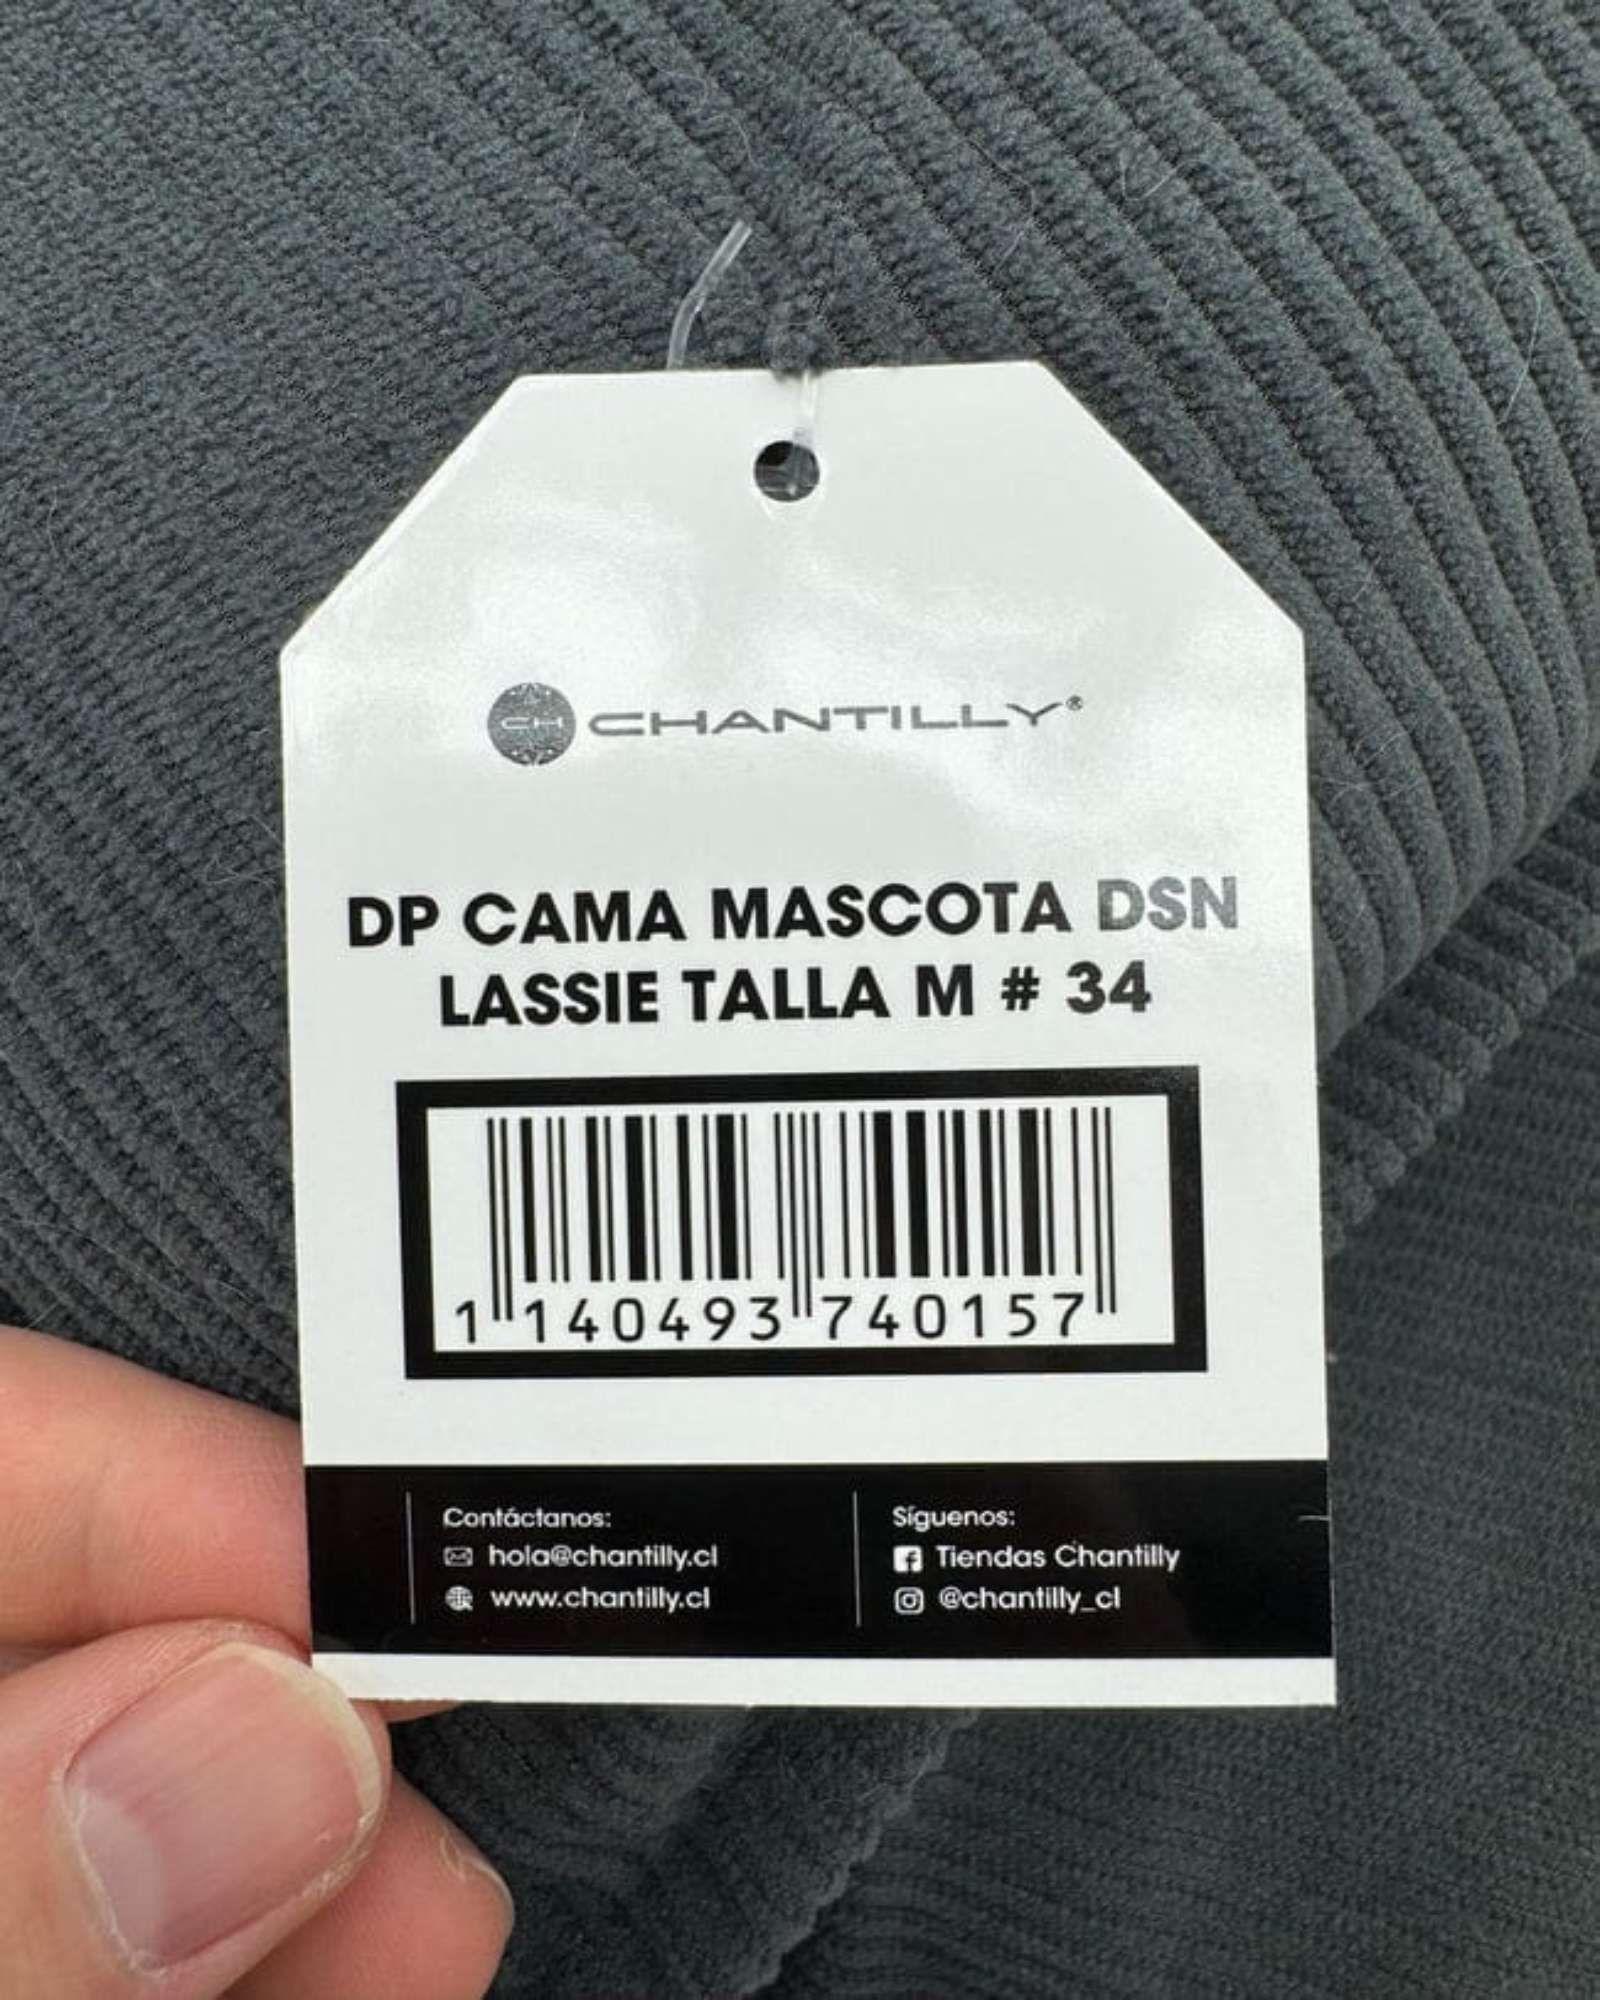 CH CHANTILLY®
DP CAMA MASCOTA DSN
LASSIE TALLA M # 34
1 140493 740157
Contáctanos:
hola@chantilly.cl
www.chantilly.cl
Síguenos:
Tiendas Chantilly
@chantilly_cl